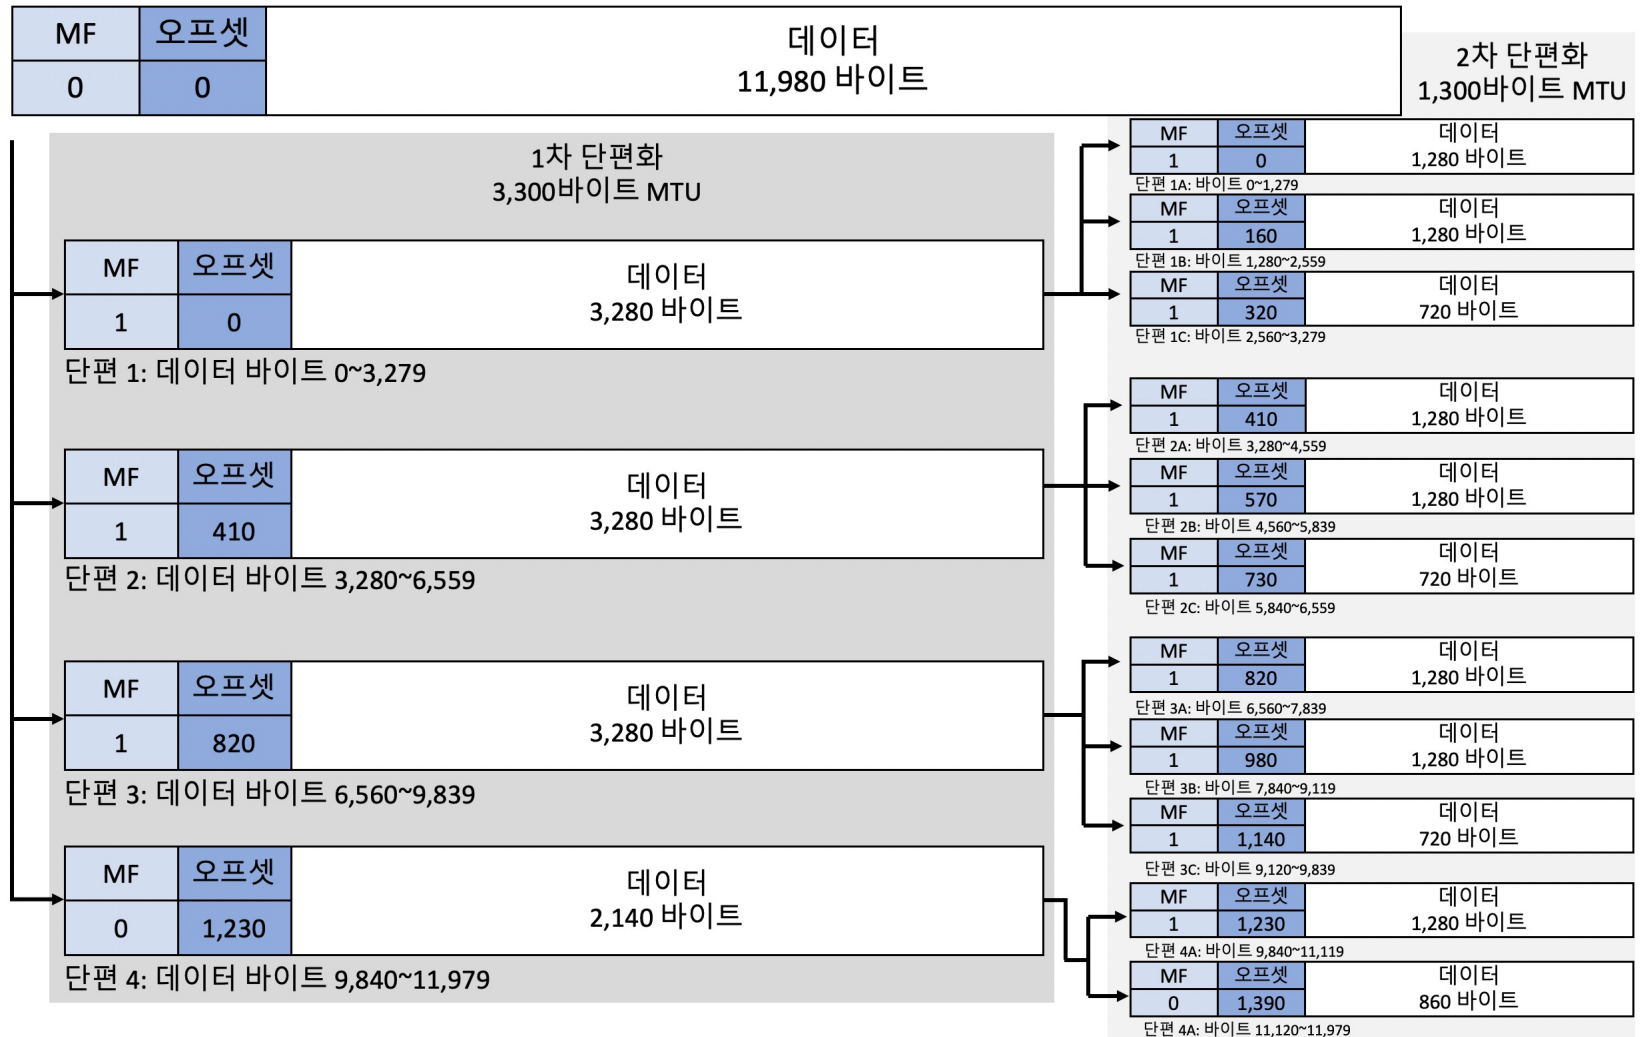 MF 오프셋 데이터
0 0 11,980 바이트
2차 단편화
1,300바이트 MTU
1차 단편화
3,300바이트 MTU
MF 오프셋 데이터
1 0 3,280 바이트
단편 1: 데이터 바이트 0~3,279
MF 오프셋 데이터
1 410 3,280 바이트
단편 2: 데이터 바이트 3,280~6,559
MF 오프셋 데이터
1 820 3,280 바이트
단편 3: 데이터 바이트 6,560~9,839
MF 오프셋 데이터
0 1,230 2,140 바이트
단편 4: 데이터 바이트 9,840~11,979
MF 오프셋 데이터
1 0 1,280 바이트
단편 1A: 바이트 0~1,279
MF 오프셋 데이터
1 160 1,280 바이트
단편 1B: 바이트 1,280~2,559
MF 오프셋 데이터
1 320 720 바이트
단편 1C: 바이트 2,560~3,279
MF 오프셋 데이터
1 410 1,280 바이트
단편 2A: 바이트 3,280~4,559
MF 오프셋 데이터
1 570 1,280 바이트
단편 2B: 바이트 4,560~5,839
MF 오프셋 데이터
1 730 720 바이트
단편 2C: 바이트 5,840~6,559
MF 오프셋 데이터
1 820 1,280 바이트
단편 3A: 바이트 6,560~7,839
MF 오프셋 데이터
1 980 1,280 바이트
단편 3B: 바이트 7,840~9,119
MF 오프셋 데이터
1 1,140 720 바이트
단편 3C: 바이트 9,120~9,839
MF 오프셋 데이터
1 1,230 1,280 바이트
단편 4A: 바이트 9,840~11,119
MF 오프셋 데이터
0 1,390 860 바이트
단편 4A: 바이트 11,120~11,979